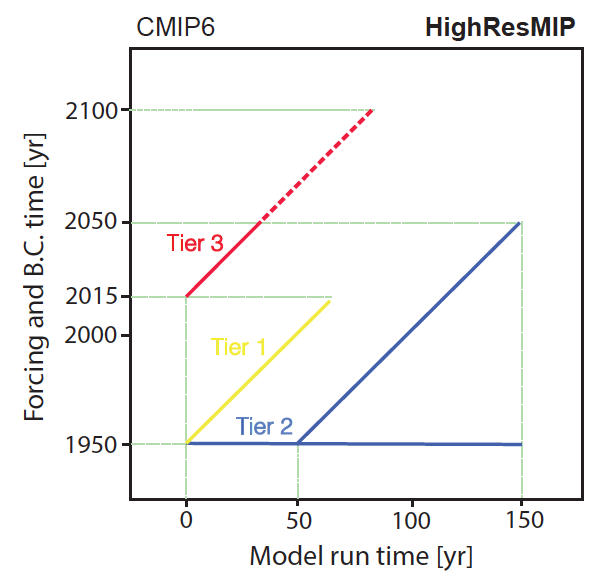 CMIP6 HighResMIP
Forcing and B.C. time [yr]
2100
2050
2015
2000
1950
Tier 3
Tier 1
Tier 2
0 50 100 150
Model run time [yr]